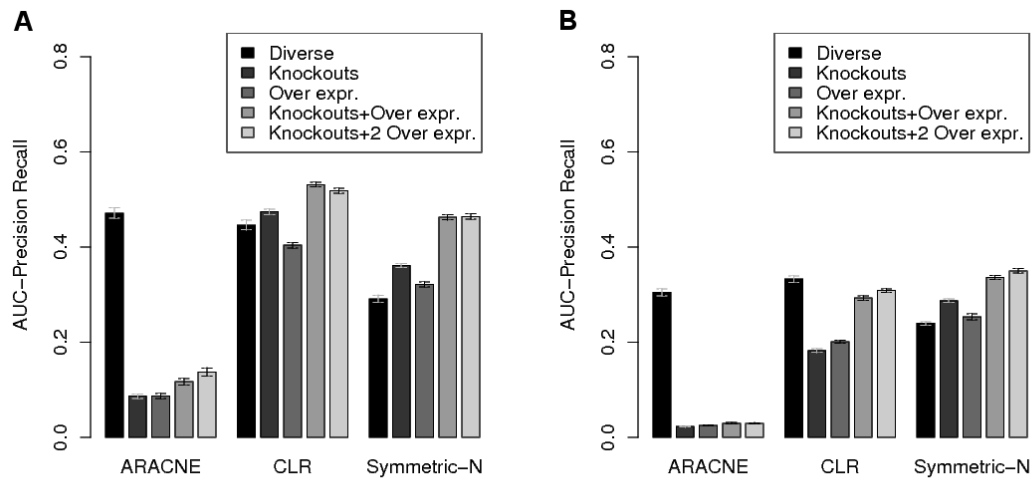 A
AUC-Precision Recall
0.8
0.6
0.4
0.2
0.0
Diverse
Knockouts
Over expr.
Knockouts+Over expr.
Knockouts+2 Over expr.
ARACNE CLR Symmetric-N
B
AUC-Precision Recall
0.8
0.6
0.4
0.2
0.0
Diverse
Knockouts
Over expr.
Knockouts+Over expr.
Knockouts+2 Over expr.
ARACNE CLR Symmetric-N